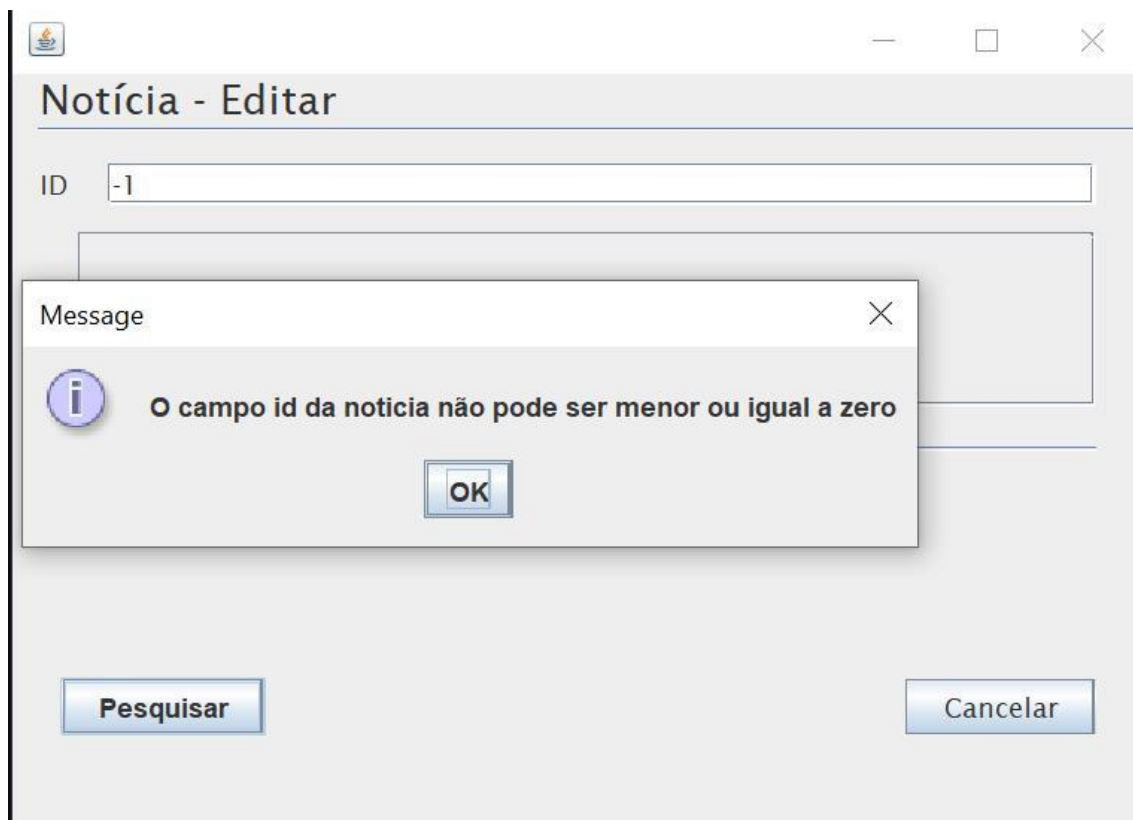 Notícia - Editar
ID -1
Message
O campo id da noticia não pode ser menor ou igual a zero
OK
Pesquisar Cancelar